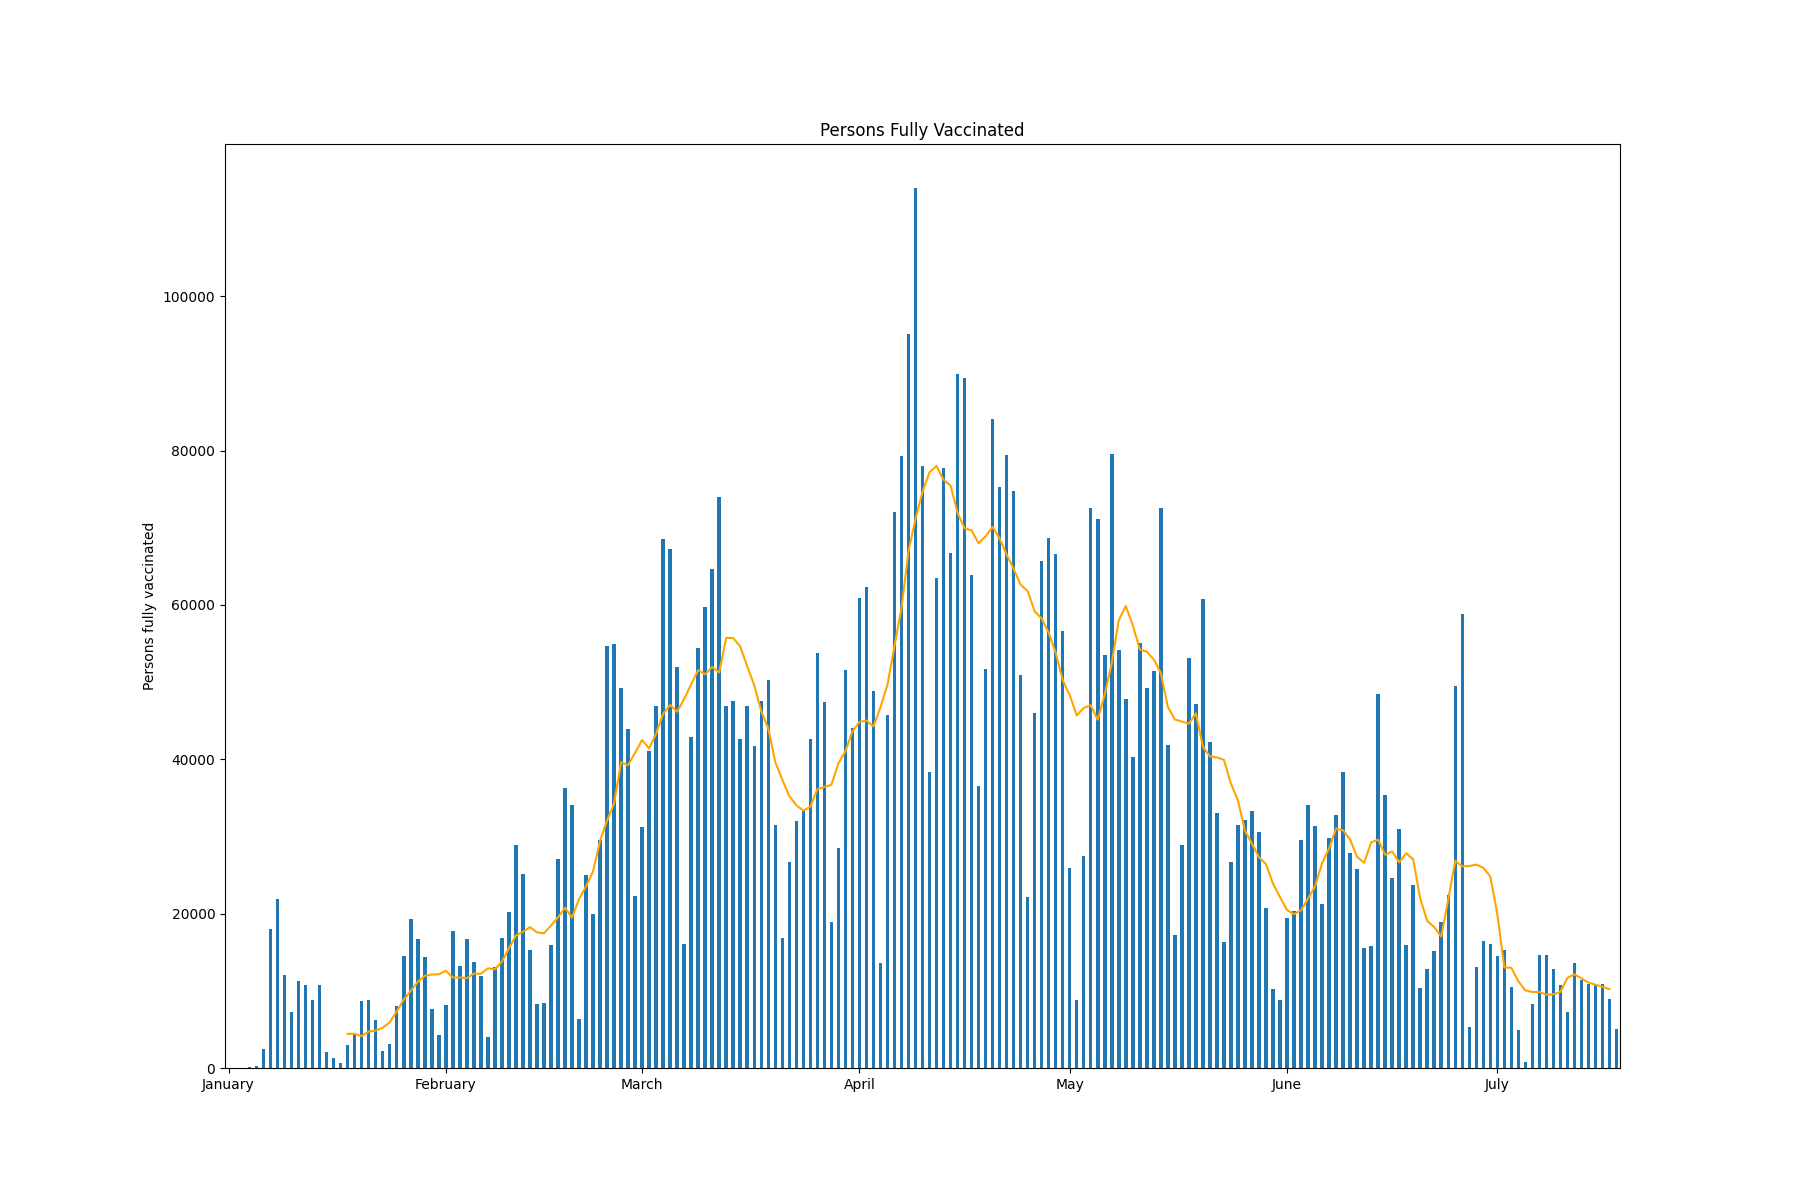 Persons Fully Vaccinated
Persons fully vaccinated
100000
80000
60000
40000
20000
0
January February March April May June July